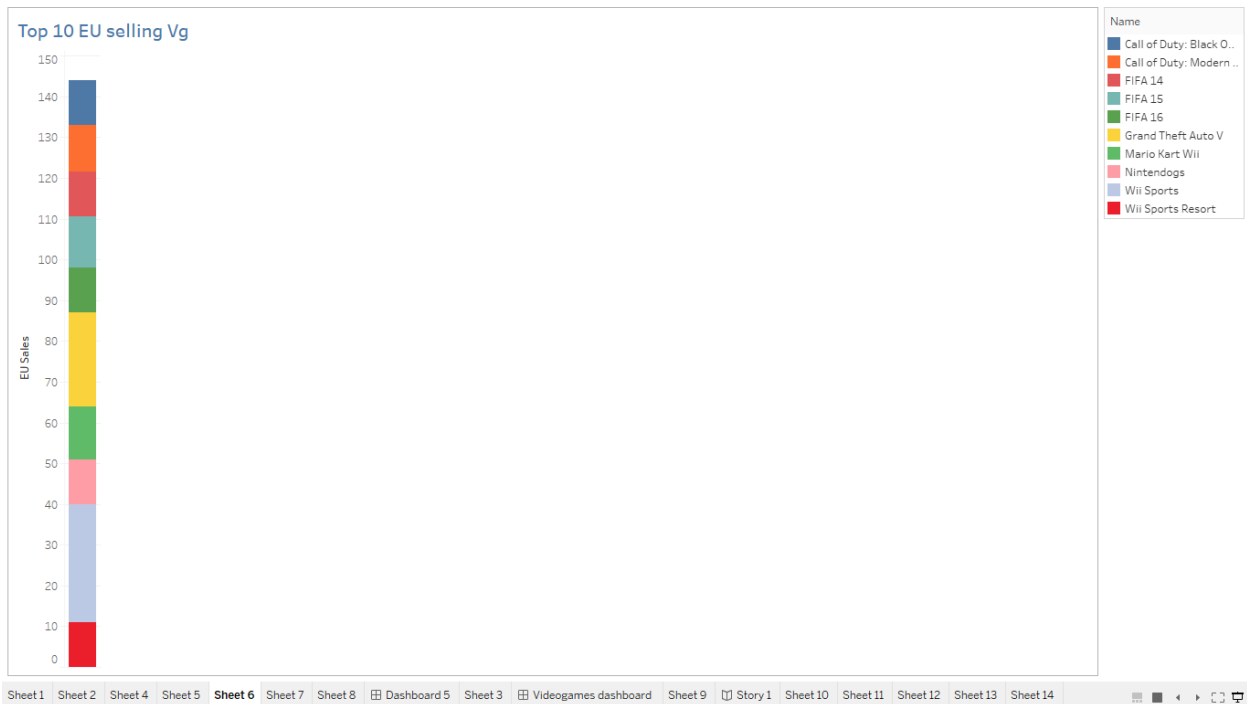 Top 10 EU selling Vg
150
140
130
120
110
100
90
80
70
60
50
40
30
20
10
0
EU Sales
Name
Call of Duty: Black O..
Call of Duty: Modern ..
FIFA 14
FIFA 15
FIFA 16
Grand Theft Auto V
Mario Kart Wii
Nintendogs
Wii Sports
Wii Sports Resort
Sheet 1 Sheet 2 Sheet 4 Sheet 5 Sheet 6 Sheet 7 Sheet 8 Dashboard 5 Sheet 3 Videogames dashboard Sheet 9 Story 1 Sheet 10 Sheet 11 Sheet 12 Sheet 13 Sheet 14